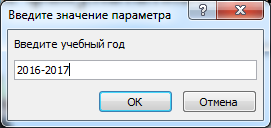 Введите значение параметра
Введите учебный год
2016-2017
ОК
Отмена